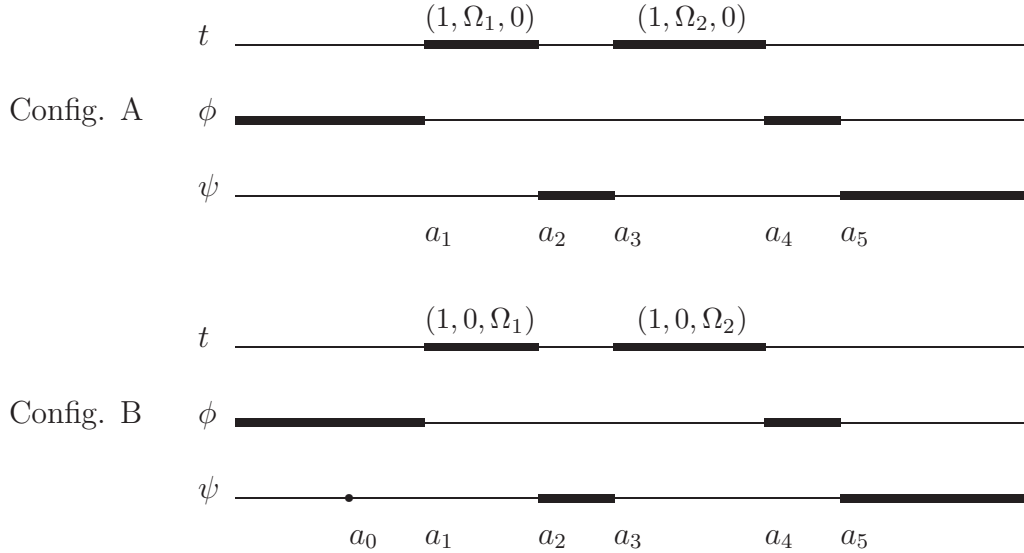 (1, Ω₁, 0) (1, Ω₂, 0)
t
Config. A ϕ
ψ
a₁ a₂ a₃ a₄ a₅
(1, 0, Ω₁) (1, 0, Ω₂)
t
Config. B ϕ
ψ
a₀ a₁ a₂ a₃ a₄ a₅